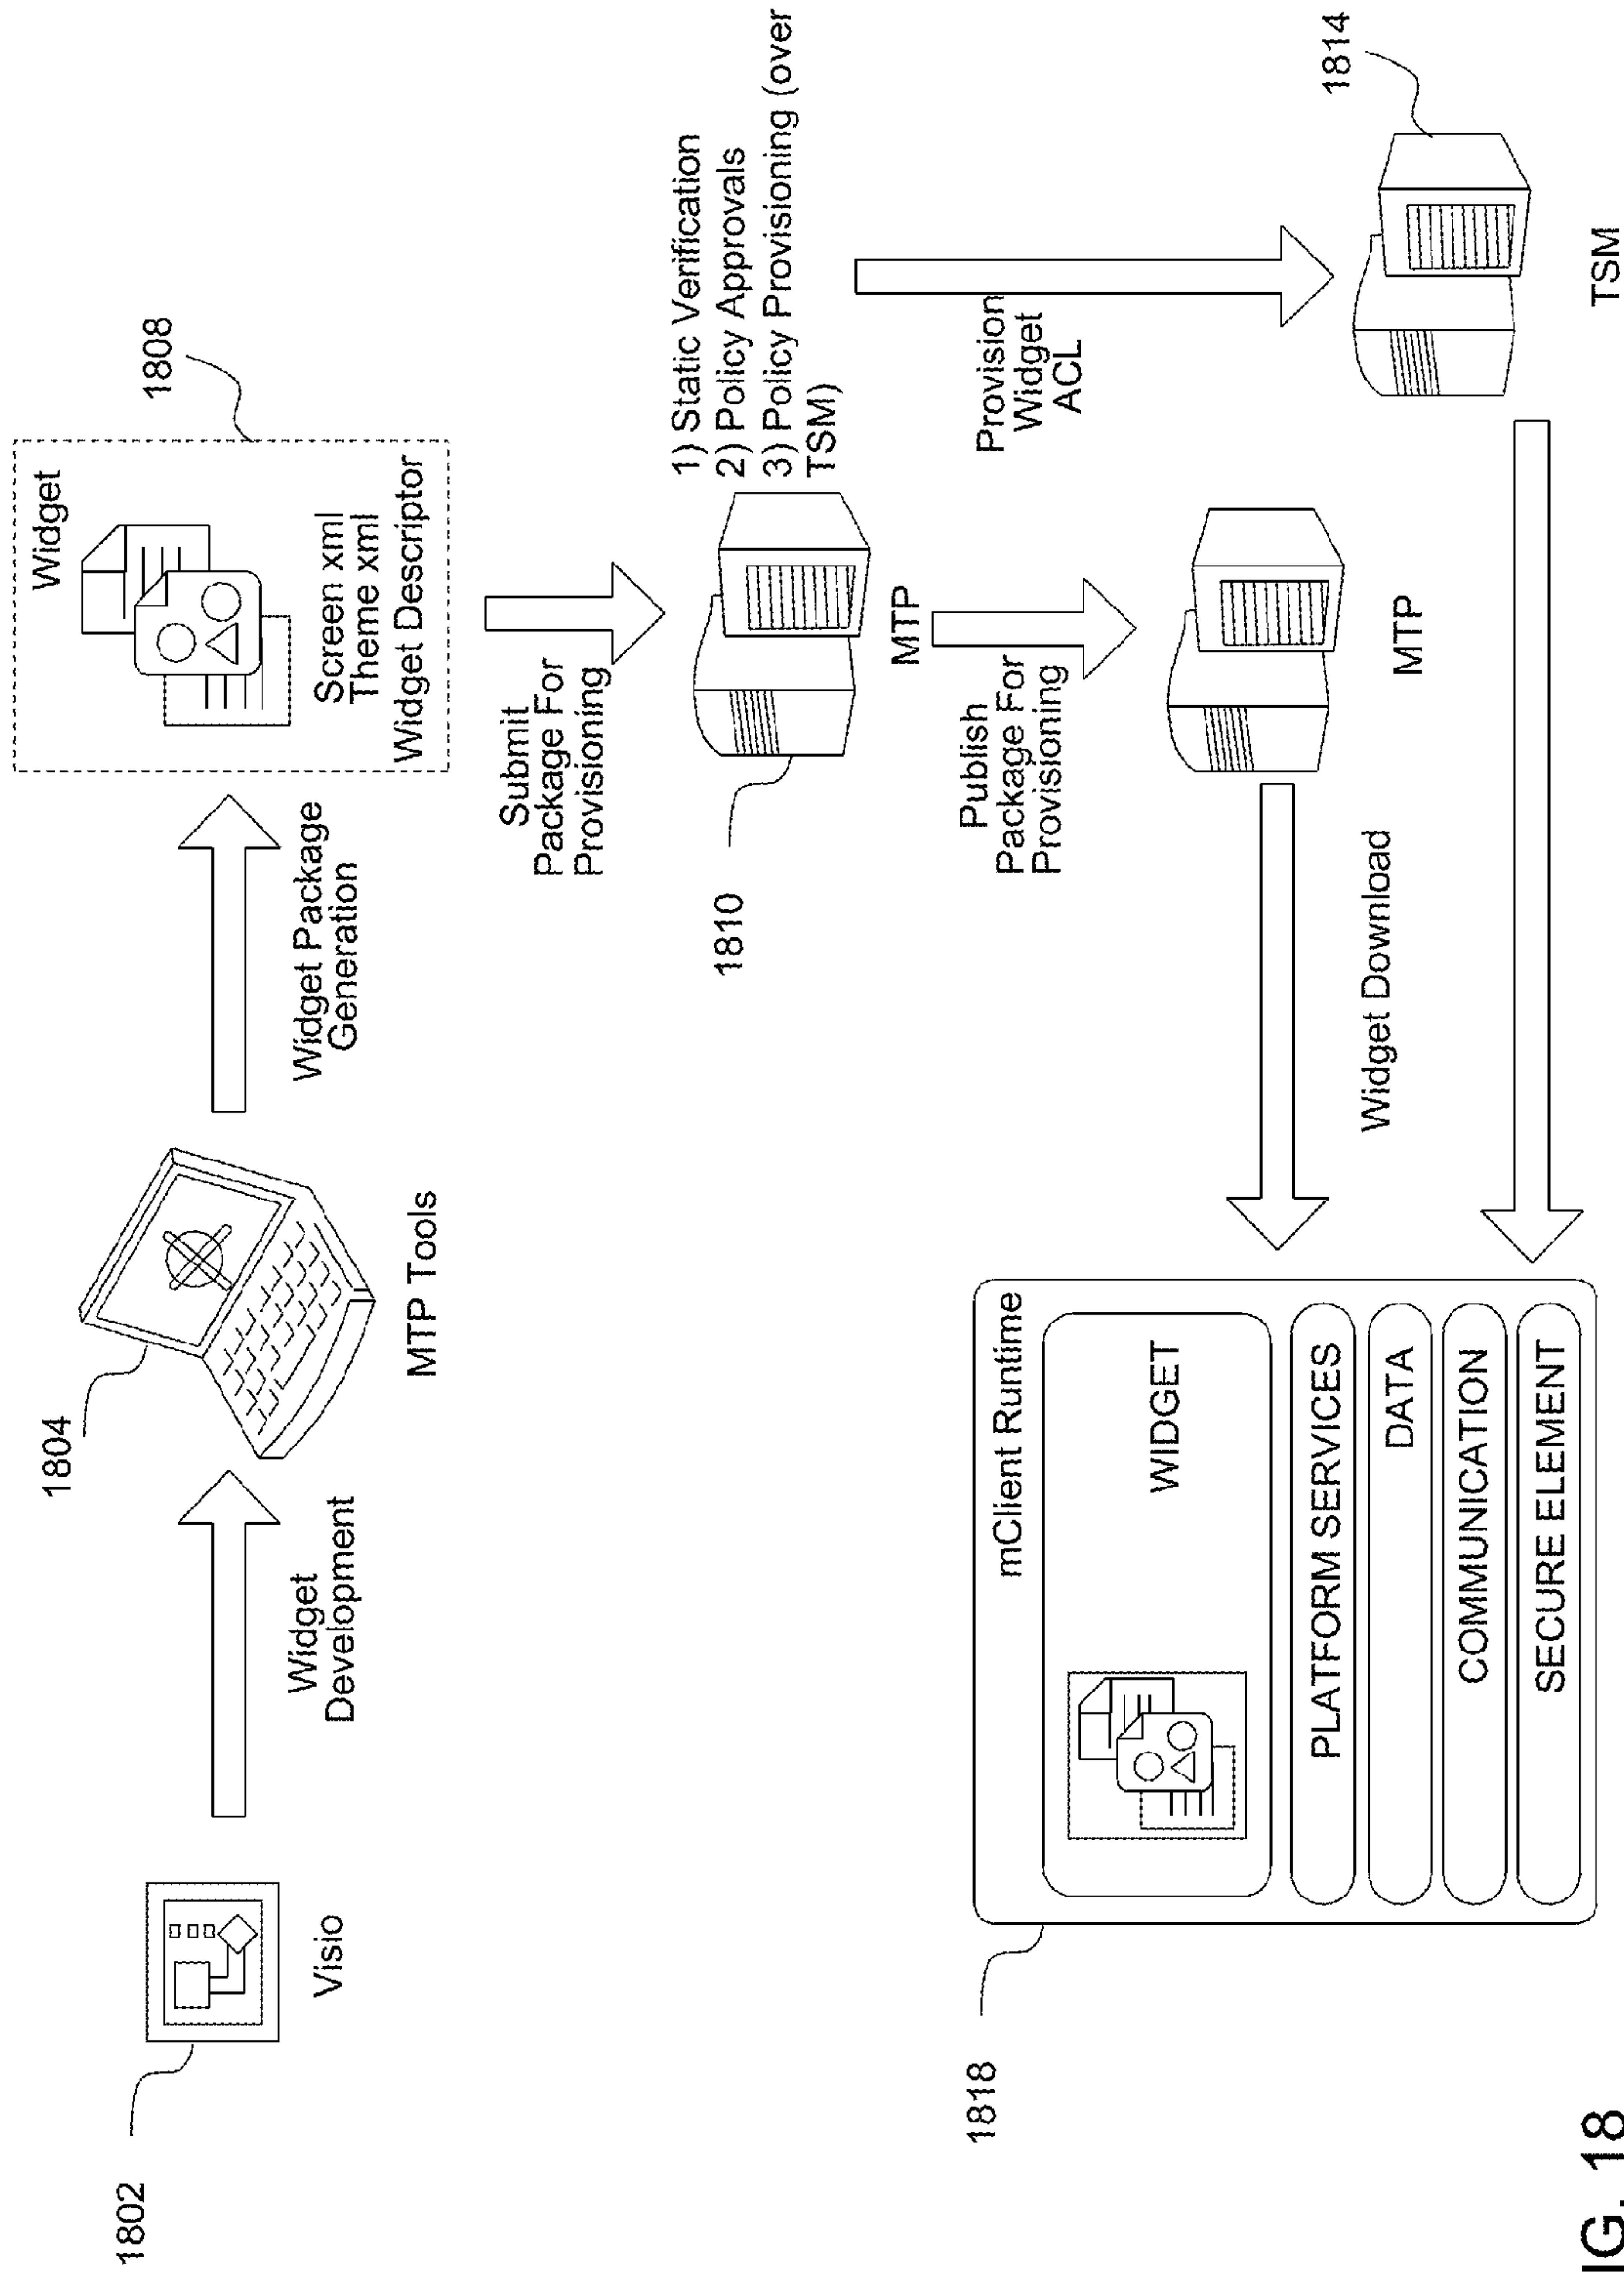 1802
Visio
Widget
Development
1804
MTP Tools
Widget Package
Generation
1808
Widget
Screen xml
Theme xml
Widget Descriptor
Submit
Package For
Provisioning
1810
MTP
1) Static Verification
2) Policy Approvals
3) Policy Provisioning (over
TSM)
Publish
Package For
Provisioning
MTP
Provision
Widget
ACL
1814
TSM
Widget Download
1818
mClient Runtime
WIDGET
PLATFORM SERVICES
DATA
COMMUNICATION
SECURE ELEMENT
IG. 18